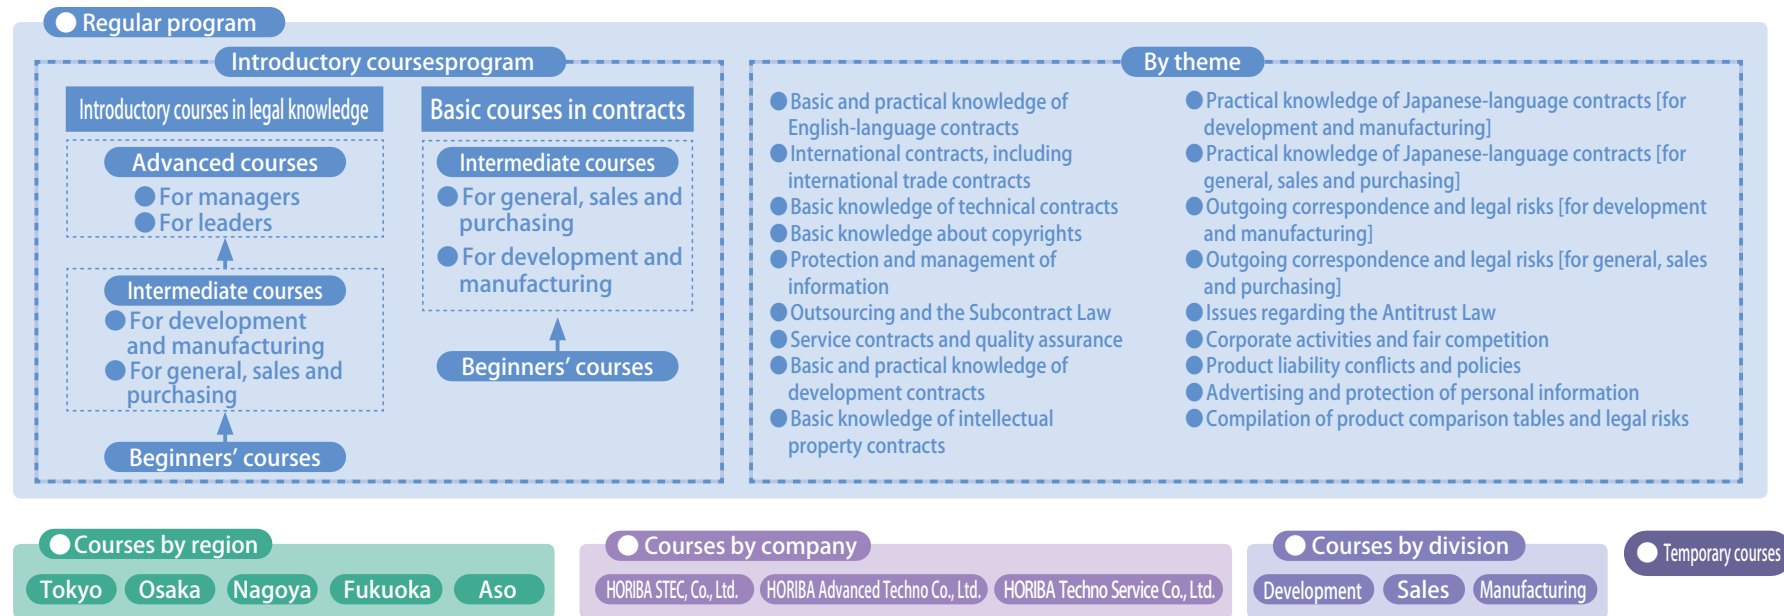 ● Regular program
Introductory coursesprogram
Introductory courses in legal knowledge
Advanced courses
● For managers
● For leaders
Intermediate courses
● For development
and manufacturing
● For general, sales and
purchasing
Beginners’ courses
Basic courses in contracts
Intermediate courses
● For general, sales and
purchasing
● For development and
manufacturing
Beginners’ courses
By theme
● Basic and practical knowledge of
English-language contracts
● International contracts, including
international trade contracts
● Basic knowledge of technical contracts
● Basic knowledge about copyrights
● Protection and management of
information
● Outsourcing and the Subcontract Law
● Service contracts and quality assurance
● Basic and practical knowledge of
development contracts
● Basic knowledge of intellectual
property contracts
● Practical knowledge of Japanese-language contracts [for
development and manufacturing]
● Practical knowledge of Japanese-language contracts [for
general, sales and purchasing]
● Outgoing correspondence and legal risks [for development
and manufacturing]
● Outgoing correspondence and legal risks [for general, sales
and purchasing]
● Issues regarding the Antitrust Law
● Corporate activities and fair competition
● Product liability conflicts and policies
● Advertising and protection of personal information
● Compilation of product comparison tables and legal risks
● Courses by region
Tokyo
Osaka
Nagoya
Fukuoka
Aso
● Courses by company
HORIBA STEC, Co., Ltd.
HORIBA Advanced Techno Co., Ltd.
HORIBA Techno Service Co., Ltd.
● Courses by division
Development
Sales
Manufacturing
● Temporary courses